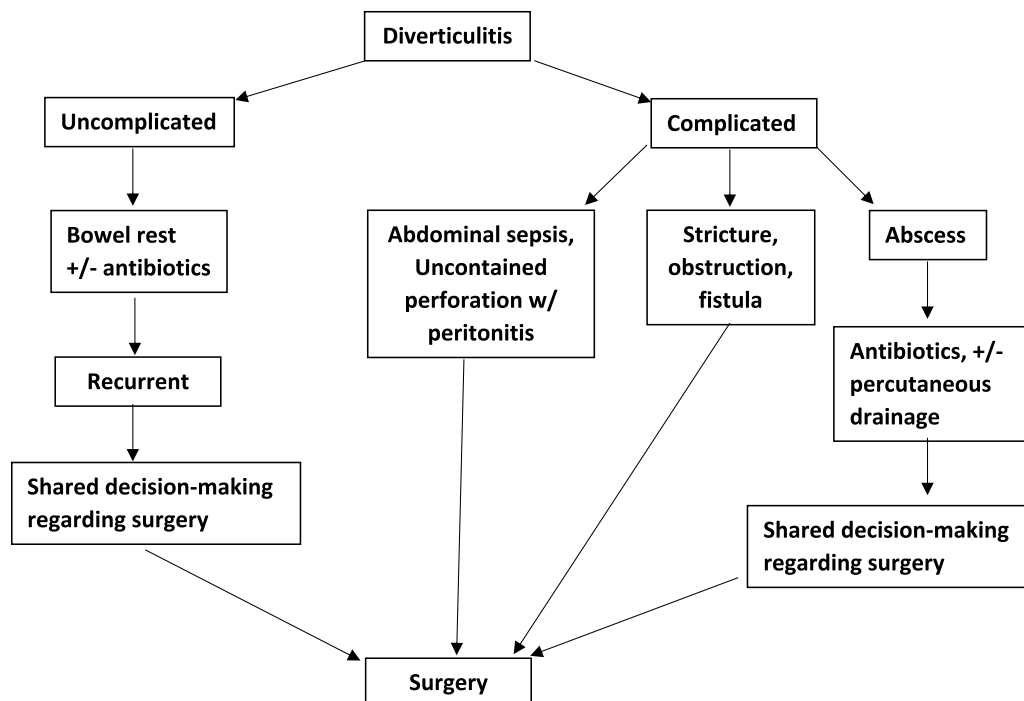 Diverticulitis
Uncomplicated
Complicated
Bowel rest
+/- antibiotics
Abdominal sepsis,
Uncontained
perforation w/
peritonitis
Stricture,
obstruction,
fistula
Abscess
Antibiotics, +/-
percutaneous
drainage
Recurrent
Shared decision-making
regarding surgery
Shared decision-making
regarding surgery
Surgery